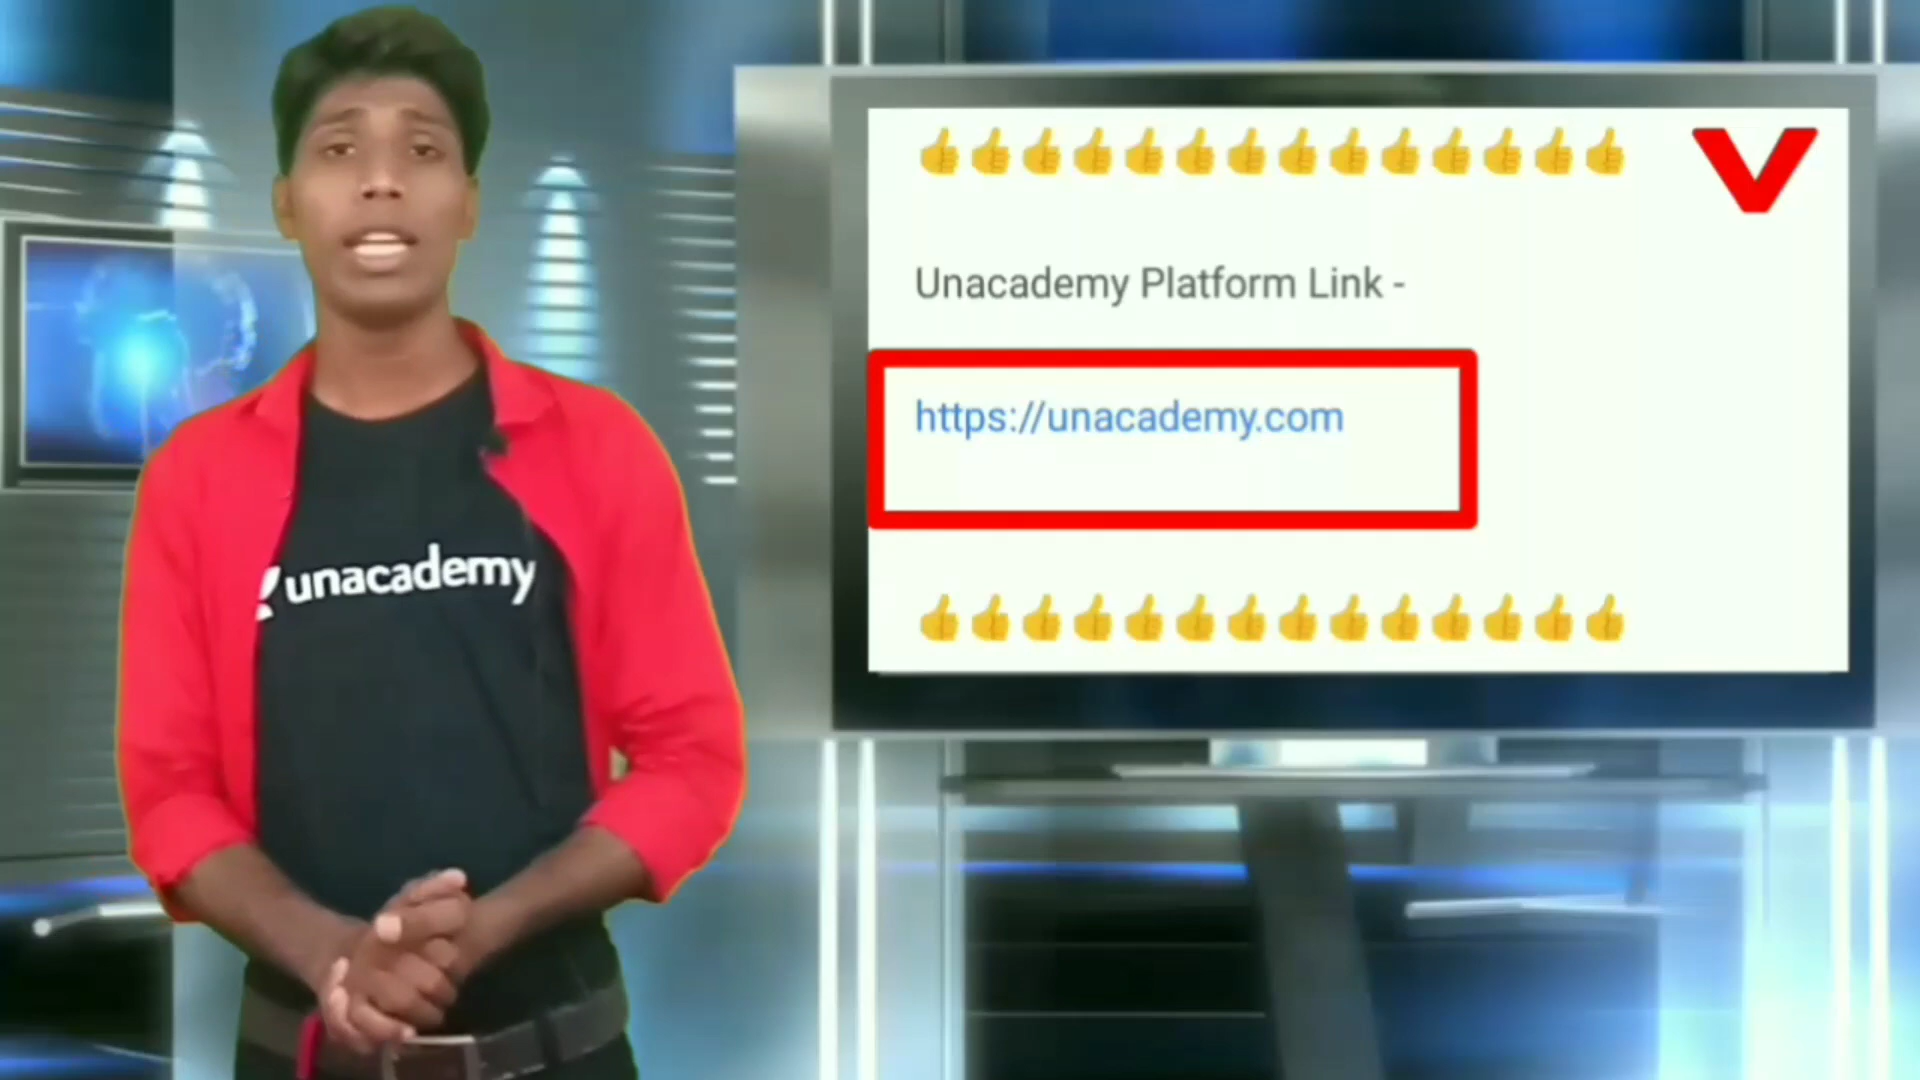 👍👍👍👍👍👍👍👍👍👍👍👍👍👍
Unacademy Platform Link -
https://unacademy.com
👍👍👍👍👍👍👍👍👍👍👍👍👍👍
unacademy